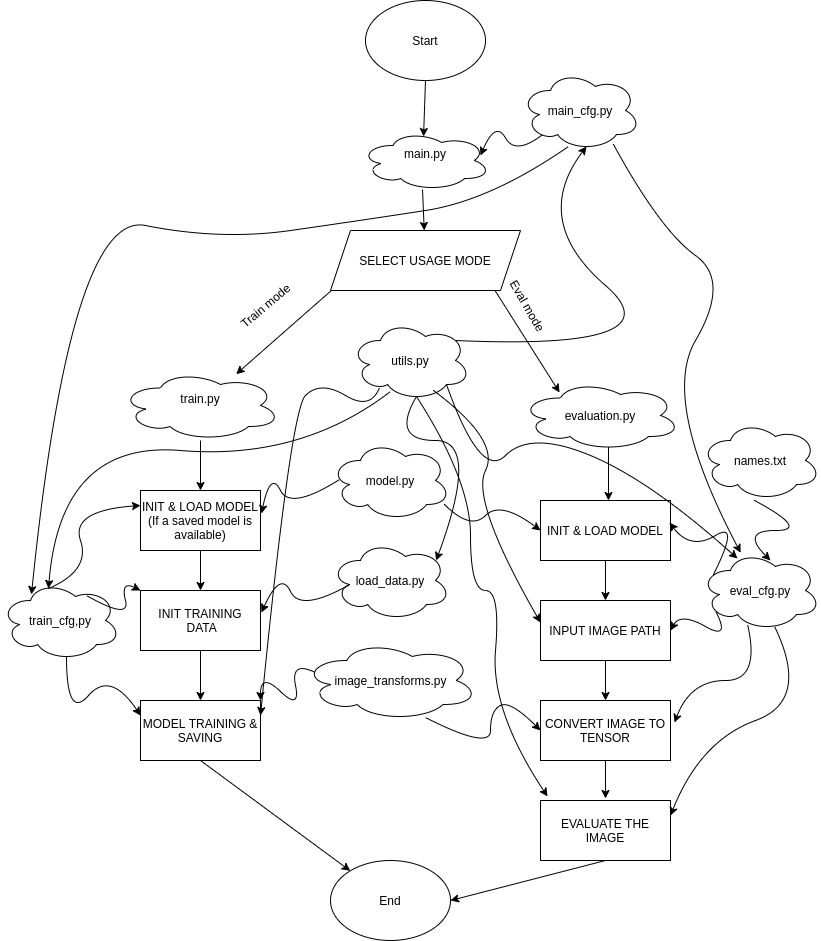 Start
main_cfg.py
main.py
SELECT USAGE MODE
Train mode
Eval mode
utils.py
train.py
evaluation.py
names.txt
model.py
INIT & LOAD MODEL
(If a saved model is
available)
INIT & LOAD MODEL
load_data.py
eval_cfg.py
INIT TRAINING
DATA
train_cfg,py
INPUT IMAGE PATH
image_transforms.py
MODEL TRAINING &
SAVING
CONVERT IMAGE TO
TENSOR
EVALUATE THE
IMAGE
End